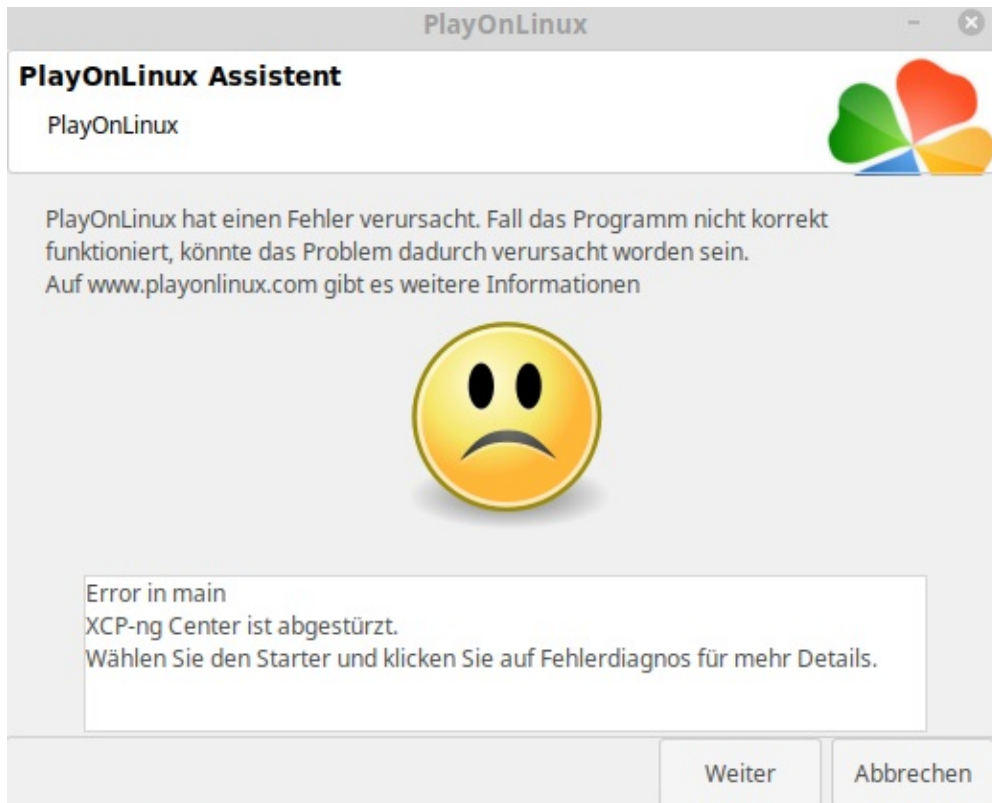 PlayOnLinux
PlayOnLinux Assistent
PlayOnLinux
PlayOnLinux hat einen Fehler verursacht. Fall das Programm nicht korrekt
funktioniert, könnte das Problem dadurch verursacht worden sein.
Auf www.playonlinux.com gibt es weitere Informationen
Error in main
XCP-ng Center ist abgestürzt.
Wählen Sie den Starter und klicken Sie auf Fehlerdiagnos für mehr Details.
Weiter
Abbrechen